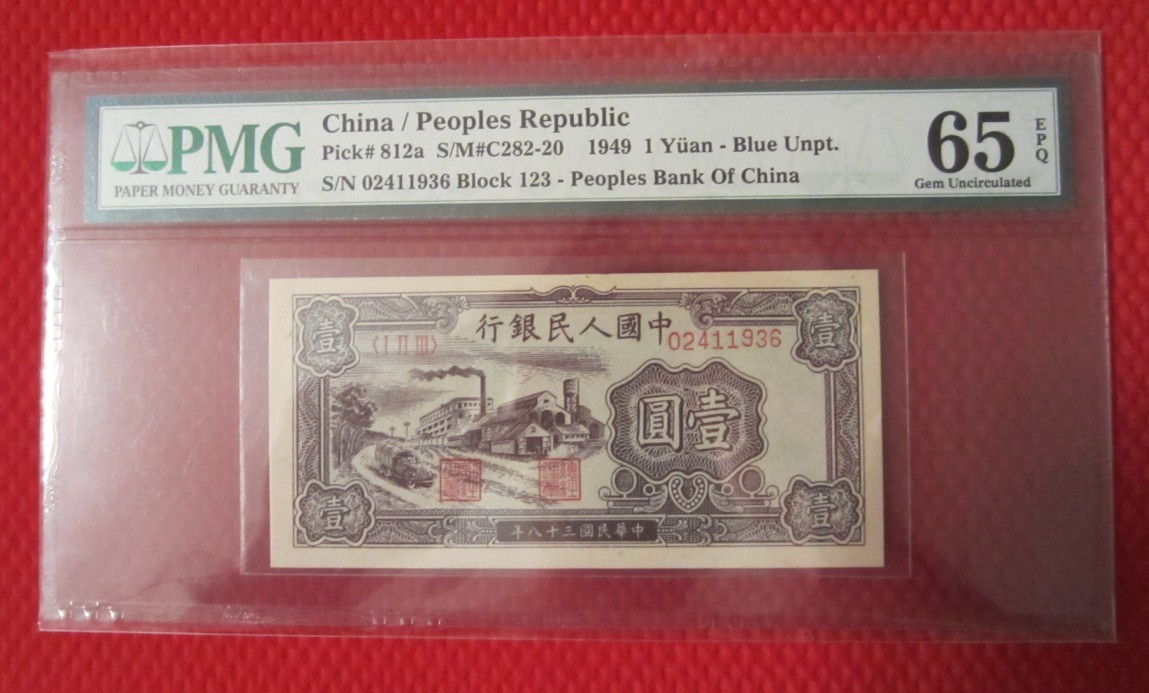 PMG
PAPER MONEY GUARANTY
China / Peoples Republic
Pick# 812a S/M#C282-20 1949 1 Yüan - Blue Unpt.
S/N 02411936 Block 123 - Peoples Bank Of China
65
EPQ
Gem Uncirculated
行銀民人國中
壹
壹
〈I II III〉
02411936
圓壹
壹
壹
年八十三國民華中